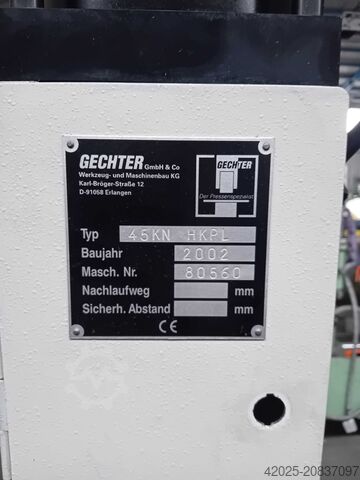 GECHTER GmbH & Co
Werkzeug- und Maschinenbau KG
Karl-Bröger-Straße 12
D-91058 Erlangen
GECHTER
Der Pressenspezialist
Typ 45KN HKPL
Baujahr 2002
Masch. Nr. 80560
Nachlaufweg mm
Sicherh. Abstand mm
CE
42025-20837097